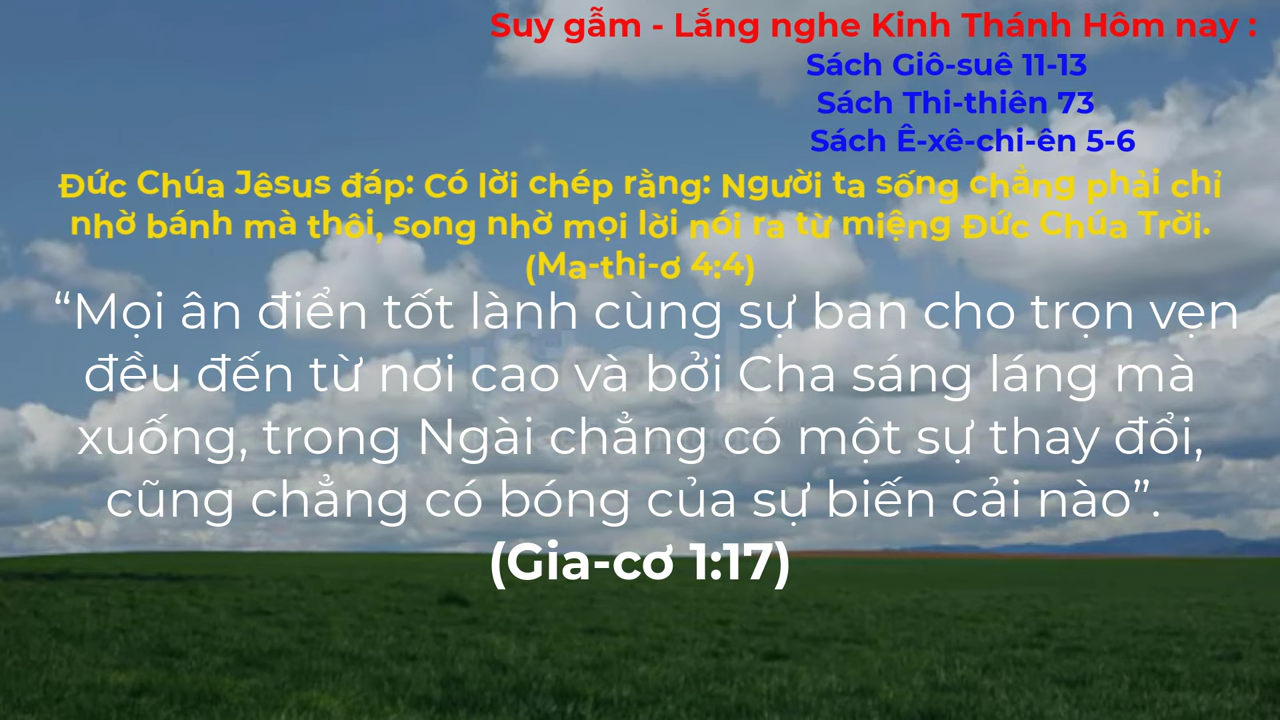 Suy gẫm - Lắng nghe Kinh Thánh Hôm nay :
Sách Giô-suê 11-13
Sách Thi-thiên 73
Sách Ê-xê-chi-ên 5-6
Đức Chúa Jêsus đáp: Có lời chép rằng: Người ta sống chẳng phải chỉ
nhờ bánh mà thôi, song nhờ mọi lời nói ra từ miệng Đức Chúa Trời.
(Ma-thi-ơ 4:4)
“Mọi ân điển tốt lành cùng sự ban cho trọn vẹn
đều đến từ nơi cao và bởi Cha sáng láng mà
xuống, trong Ngài chẳng có một sự thay đổi,
cũng chẳng có bóng của sự biến cải nào”.
(Gia-cơ 1:17)